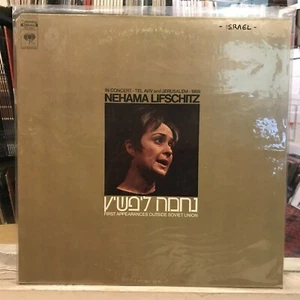 - ISRAEL -
IN CONCERT - TEL AVIV and JERUSALEM - 1969
NEHAMA LIFSCHITZ
נחמה ליפשיץ
FIRST APPEARANCES OUTSIDE SOVIET UNION